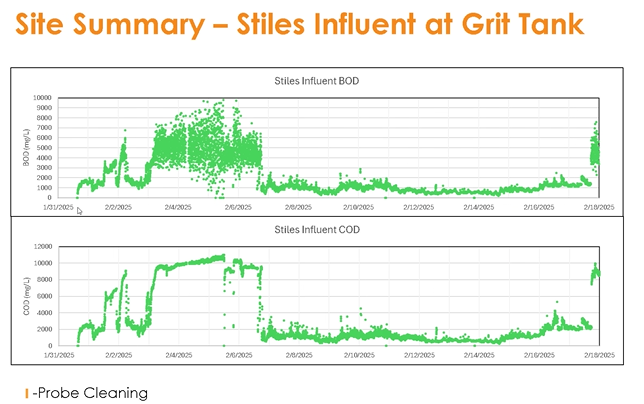 Site Summary – Stiles Influent at Grit Tank
Stiles Influent BOD
BOD (mg/L)
10000
9000
8000
7000
6000
5000
4000
3000
2000
1000
0
1/31/2025 2/2/2025 2/4/2025 2/6/2025 2/8/2025 2/10/2025 2/12/2025 2/14/2025 2/16/2025 2/18/2025
Stiles Influent COD
COD (mg/L)
12000
10000
8000
6000
4000
2000
0
1/31/2025 2/2/2025 2/4/2025 2/6/2025 2/8/2025 2/10/2025 2/12/2025 2/14/2025 2/16/2025 2/18/2025
-Probe Cleaning